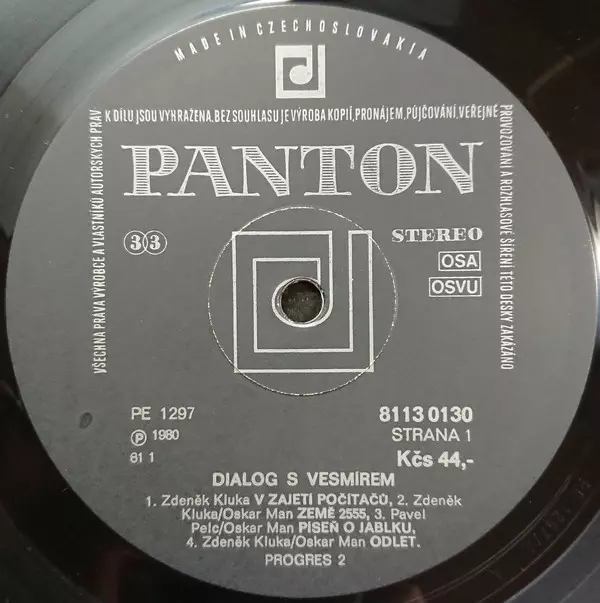 MADE IN CZECHOSLOVAKIA
VŠECHNA PRÁVA VÝROBCE A VLASTNÍKŮ AUTORSKÝCH PRÁV
K DÍLU JSOU VYHRAŽENA. BEZ SOUHLASU JE VÝROBA KOPIÍ, PRONÁJEM, PŮJČOVÁNÍ, VEŘEJNÉ
PROVOZOVÁNÍ A ROZHLASOVÉ ŠÍŘENÍ TÉTO DESKY ZAKÁZÁNO
PANTON
33
STEREO
OSA
OSVU
PE 1297
8113 0130
℗ 1980
STRANA 1
81 1
Kčs 44,-
DIALOG S VESMÍREM
1. Zdeněk Kluka V ZAJETÍ POČÍTAČŮ, 2. Zdeněk
Kluka/Oskar Man ZEMĚ 2555, 3. Pavel
Pelc/Oskar Man PÍSEŇ O JABLKU,
4. Zdeněk Kluka/Oskar Man ODLET.
PROGRES 2